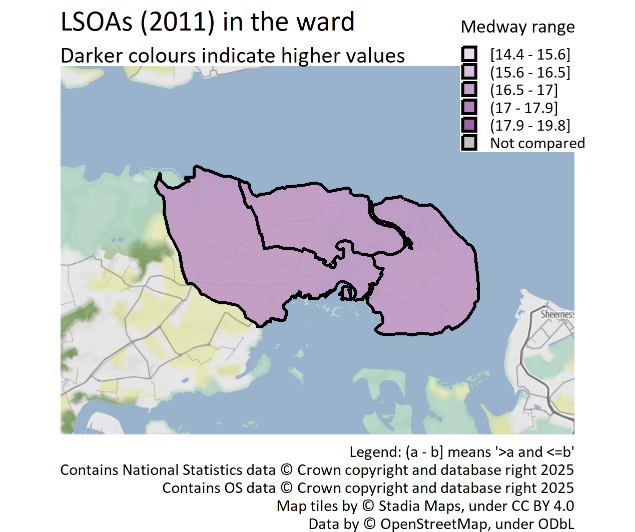 LSOAs (2011) in the ward
Darker colours indicate higher values
Medway range
[14.4 - 15.6]
(15.6 - 16.5]
(16.5 - 17]
(17 - 17.9]
(17.9 - 19.8]
Not compared
Sheerness
Legend: (a - b] means '>a and <=b'
Contains National Statistics data © Crown copyright and database right 2025
Contains OS data © Crown copyright and database right 2025
Map tiles by © Stadia Maps, under CC BY 4.0
Data by © OpenStreetMap, under ODbL